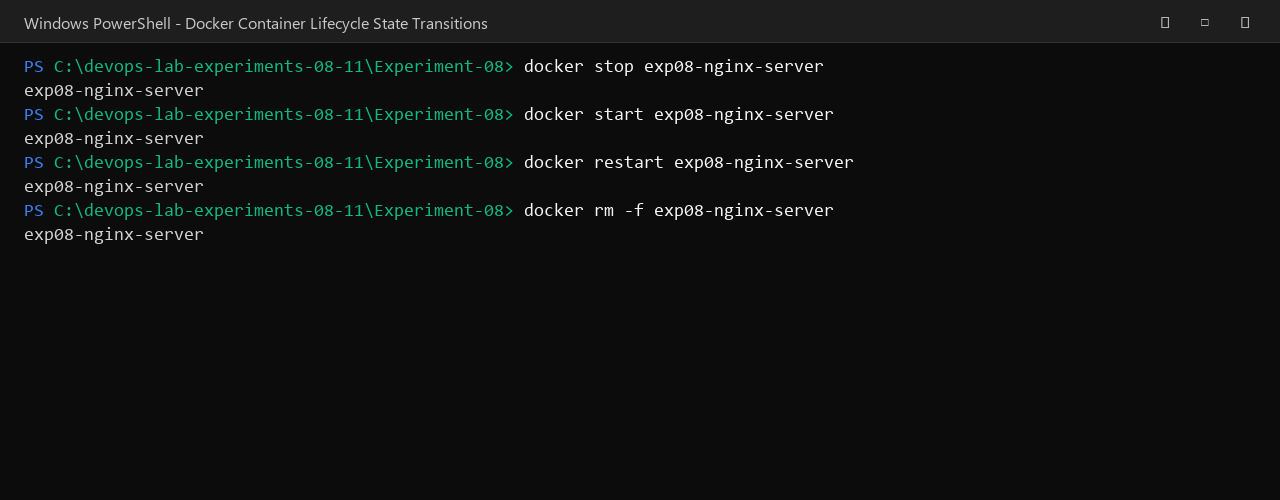 Windows PowerShell - Docker Container Lifecycle State Transitions
PS C:\devops-lab-experiments-08-11\Experiment-08> docker stop exp08-nginx-server
exp08-nginx-server
PS C:\devops-lab-experiments-08-11\Experiment-08> docker start exp08-nginx-server
exp08-nginx-server
PS C:\devops-lab-experiments-08-11\Experiment-08> docker restart exp08-nginx-server
exp08-nginx-server
PS C:\devops-lab-experiments-08-11\Experiment-08> docker rm -f exp08-nginx-server
exp08-nginx-server